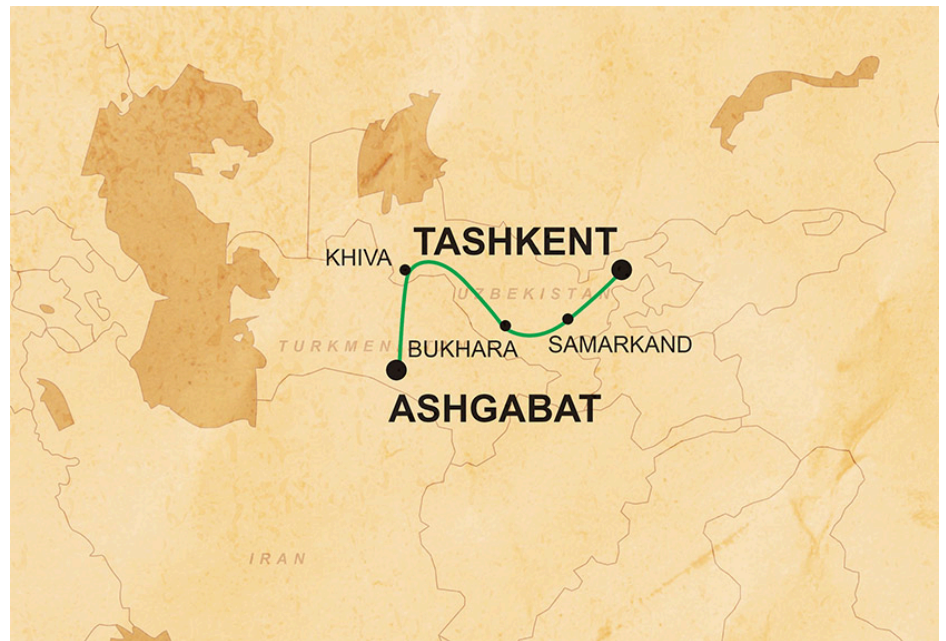 TASHKENT
KHIVA
UZBEKISTAN
TURKMEN
BUKHARA
SAMARKAND
ASHGABAT
IRAN